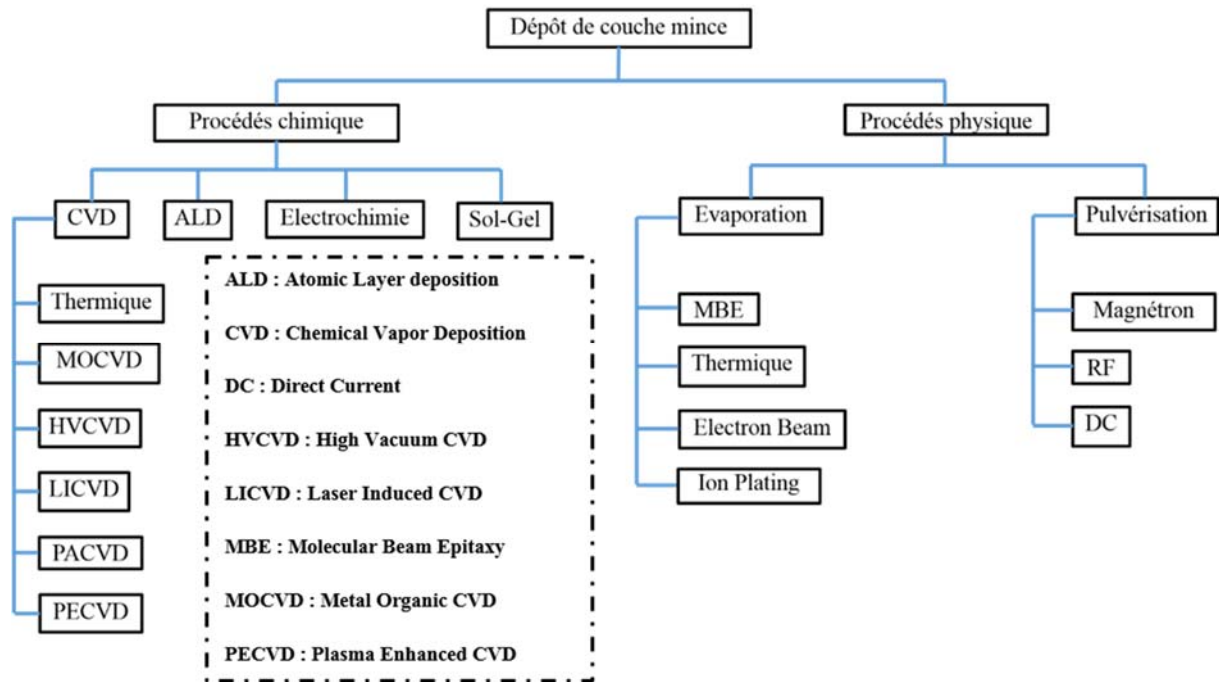 Dépôt de couche mince
Procédés chimique
Procédés physique
CVD
ALD
Electrochimie
Sol-Gel
Evaporation
Pulvérisation
Thermique
MOCVD
HVCVD
LICVD
PACVD
PECVD
ALD : Atomic Layer deposition
CVD : Chemical Vapor Deposition
DC : Direct Current
HVCVD : High Vacuum CVD
LICVD : Laser Induced CVD
MBE : Molecular Beam Epitaxy
MOCVD : Metal Organic CVD
PECVD : Plasma Enhanced CVD
MBE
Thermique
Electron Beam
Ion Plating
Magnétron
RF
DC